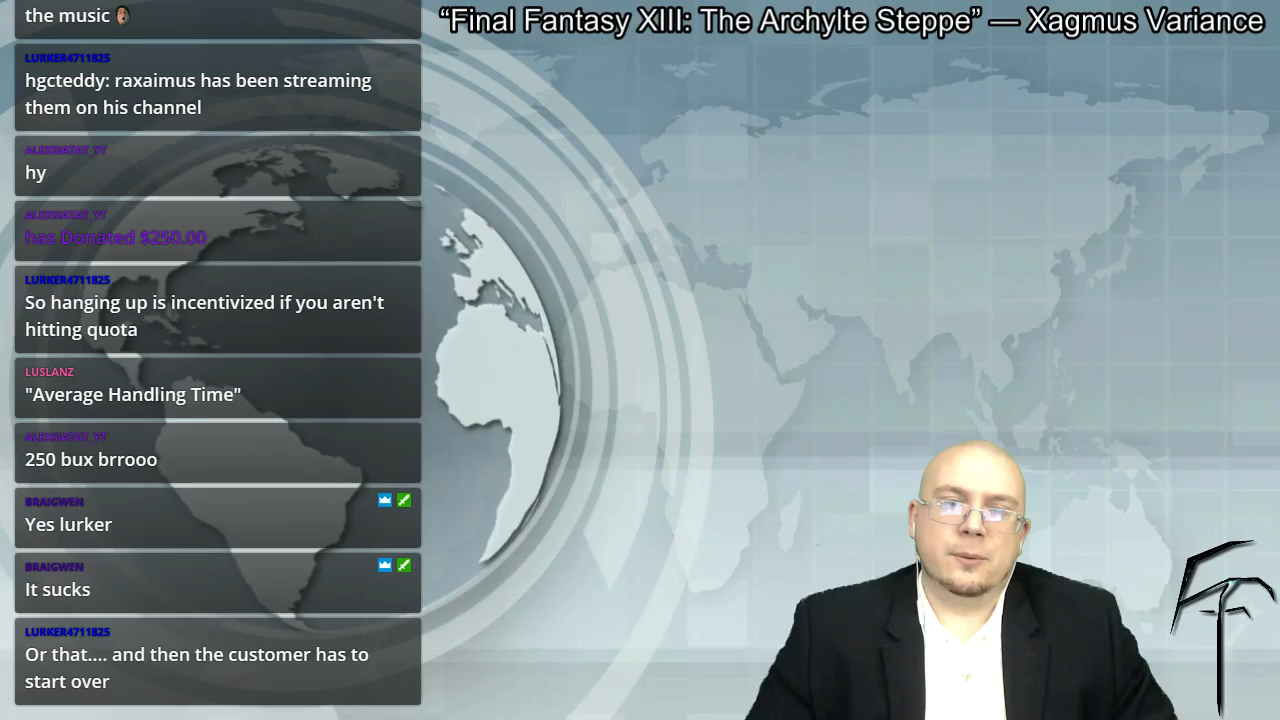 the music
“Final Fantasy XIII: The Archylte Steppe” — Xagmus Variance
LURKER4711825
hgcteddy: raxaimus has been streaming
them on his channel
ALEXGIATAT_YT
hy
ALEXGIATAT_YT
has Donated $250.00
LURKER4711825
So hanging up is incentivized if you aren't
hitting quota
LUSLANZ
"Average Handling Time"
ALEXGIATAT_YT
250 bux brrooo
BRAIGWEN
Yes lurker
BRAIGWEN
It sucks
LURKER4711825
Or that.... and then the customer has to
start over